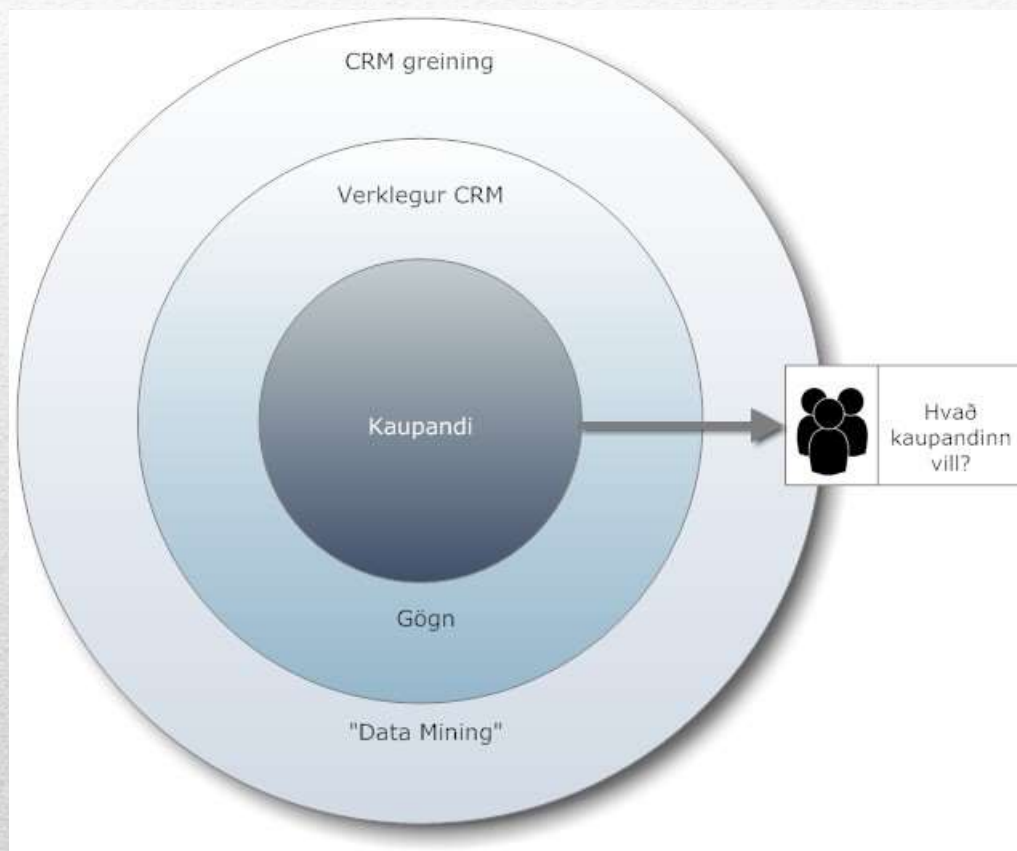 CRM greining
Verklegur CRM
Kaupandi
Hvað
kaupandinn
vill?
Gögn
"Data Mining"